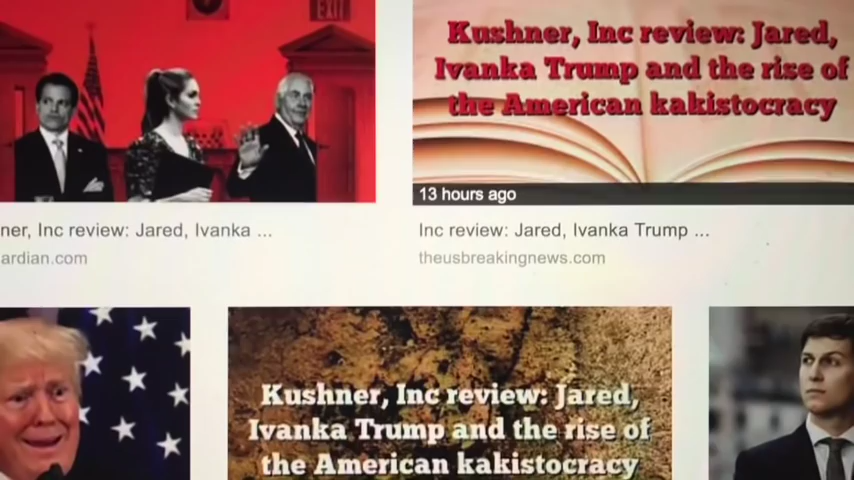 EXIT
Kushner, Inc review: Jared,
Ivanka Trump and the rise of
the American kakistocracy
13 hours ago
ner, Inc review: Jared, Ivanka ...
ardian.com
Inc review: Jared, Ivanka Trump ...
theusbreakingnews.com
Kushner, Inc review: Jared,
Ivanka Trump and the rise of
the American kakistocracy